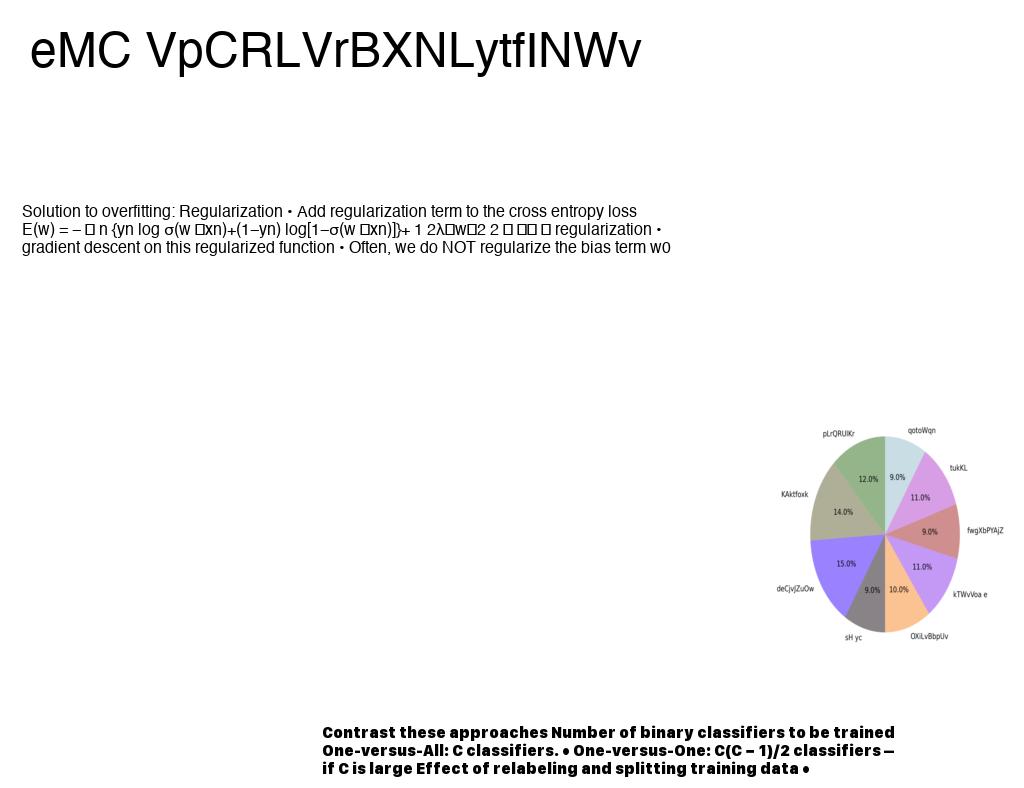 eMC VpCRLVrBXNLytfINWv
Solution to overfitting: Regularization • Add regularization term to the cross entropy loss
E(w) = − □ n {yn log σ(w □xn)+(1−yn) log[1−σ(w □xn)]}+ 1 2λ□w□2 2 □ □□ □ regularization •
gradient descent on this regularized function • Often, we do NOT regularize the bias term w0
pLrQRUIKr
qotoWqn
tukKL
KAktfoxk
12.0%
9.0%
11.0%
14.0%
9.0%
fwgXbPYAjZ
15.0%
11.0%
deCjvJZuOw
9.0%
10.0%
kTWvVoa e
sH yc
OXiLvBbpUv
Contrast these approaches Number of binary classifiers to be trained
One-versus-All: C classifiers. • One-versus-One: C(C − 1)/2 classifiers –
if C is large Effect of relabeling and splitting training data •